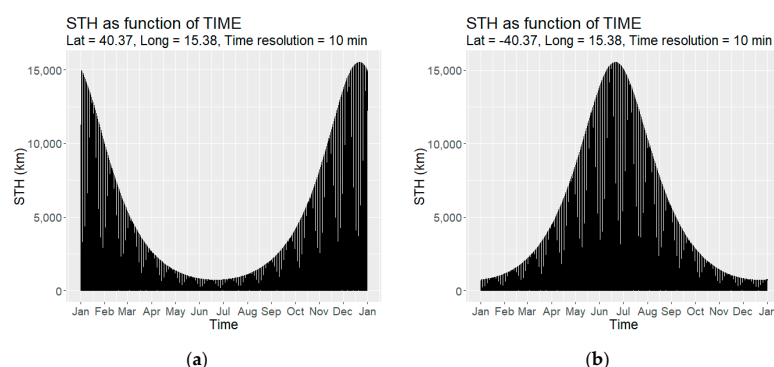 STH as function of TIME
Lat = 40.37, Long = 15.38, Time resolution = 10 min
15,000
10,000
5,000
0
STH (km)
Jan Feb Mar Apr May Jun Jul Aug Sep Oct Nov Dec Jan
Time
(a)
STH as function of TIME
Lat = -40.37, Long = 15.38, Time resolution = 10 min
15,000
10,000
5,000
0
STH (km)
Jan Feb Mar Apr May Jun Jul Aug Sep Oct Nov Dec Jan
Time
(b)